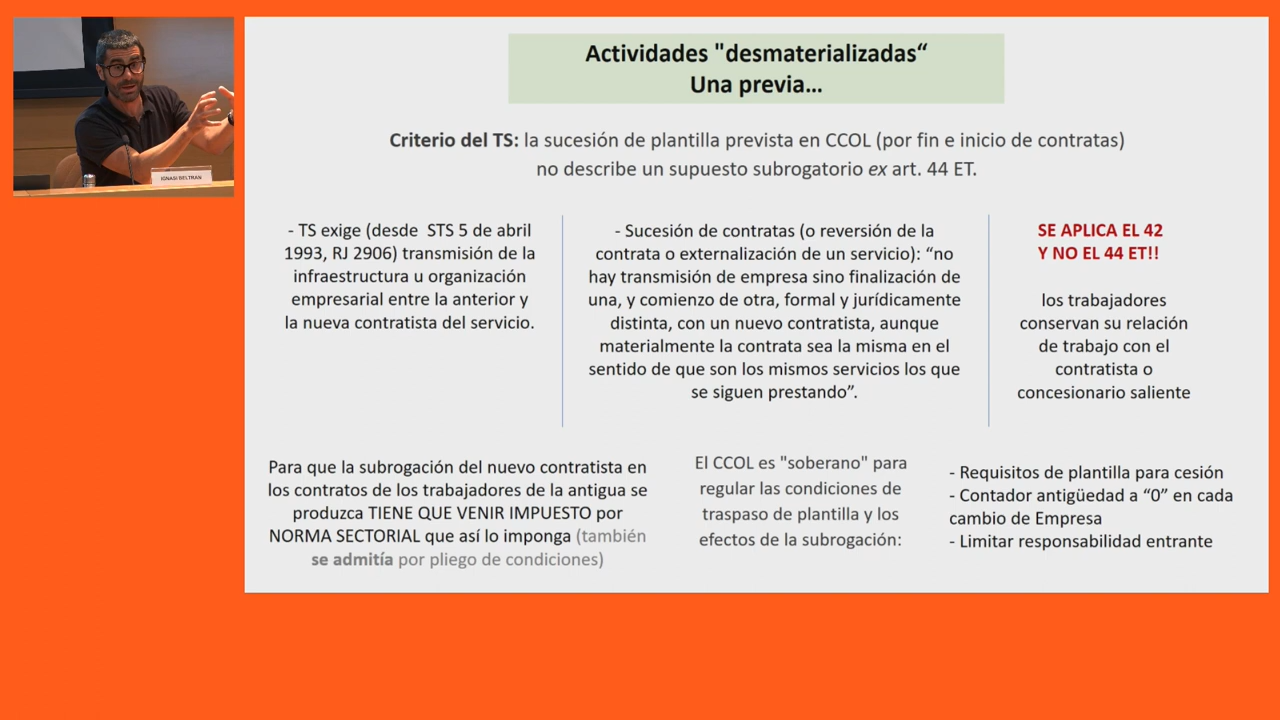 IGNASI BELTRAN
Actividades "desmaterializadas“
Una previa...
Criterio del TS: la sucesión de plantilla prevista en CCOL (por fin e inicio de contratas)
no describe un supuesto subrogatorio ex art. 44 ET.
- TS exige (desde STS 5 de abril
1993, RJ 2906) transmisión de la
infraestructura u organización
empresarial entre la anterior y
la nueva contratista del servicio.
- Sucesión de contratas (o reversión de la
contrata o externalización de un servicio): “no
hay transmisión de empresa sino finalización de
una, y comienzo de otra, formal y jurídicamente
distinta, con un nuevo contratista, aunque
materialmente la contrata sea la misma en el
sentido de que son los mismos servicios los que
se siguen prestando”.
SE APLICA EL 42
Y NO EL 44 ET!!
los trabajadores
conservan su relación
de trabajo con el
contratista o
concesionario saliente
Para que la subrogación del nuevo contratista en
los contratos de los trabajadores de la antigua se
produzca TIENE QUE VENIR IMPUESTO por
NORMA SECTORIAL que así lo imponga (también
se admitía por pliego de condiciones)
El CCOL es "soberano" para
regular las condiciones de
traspaso de plantilla y los
efectos de la subrogación:
- Requisitos de plantilla para cesión
- Contador antigüedad a “0” en cada
cambio de Empresa
- Limitar responsabilidad entrante